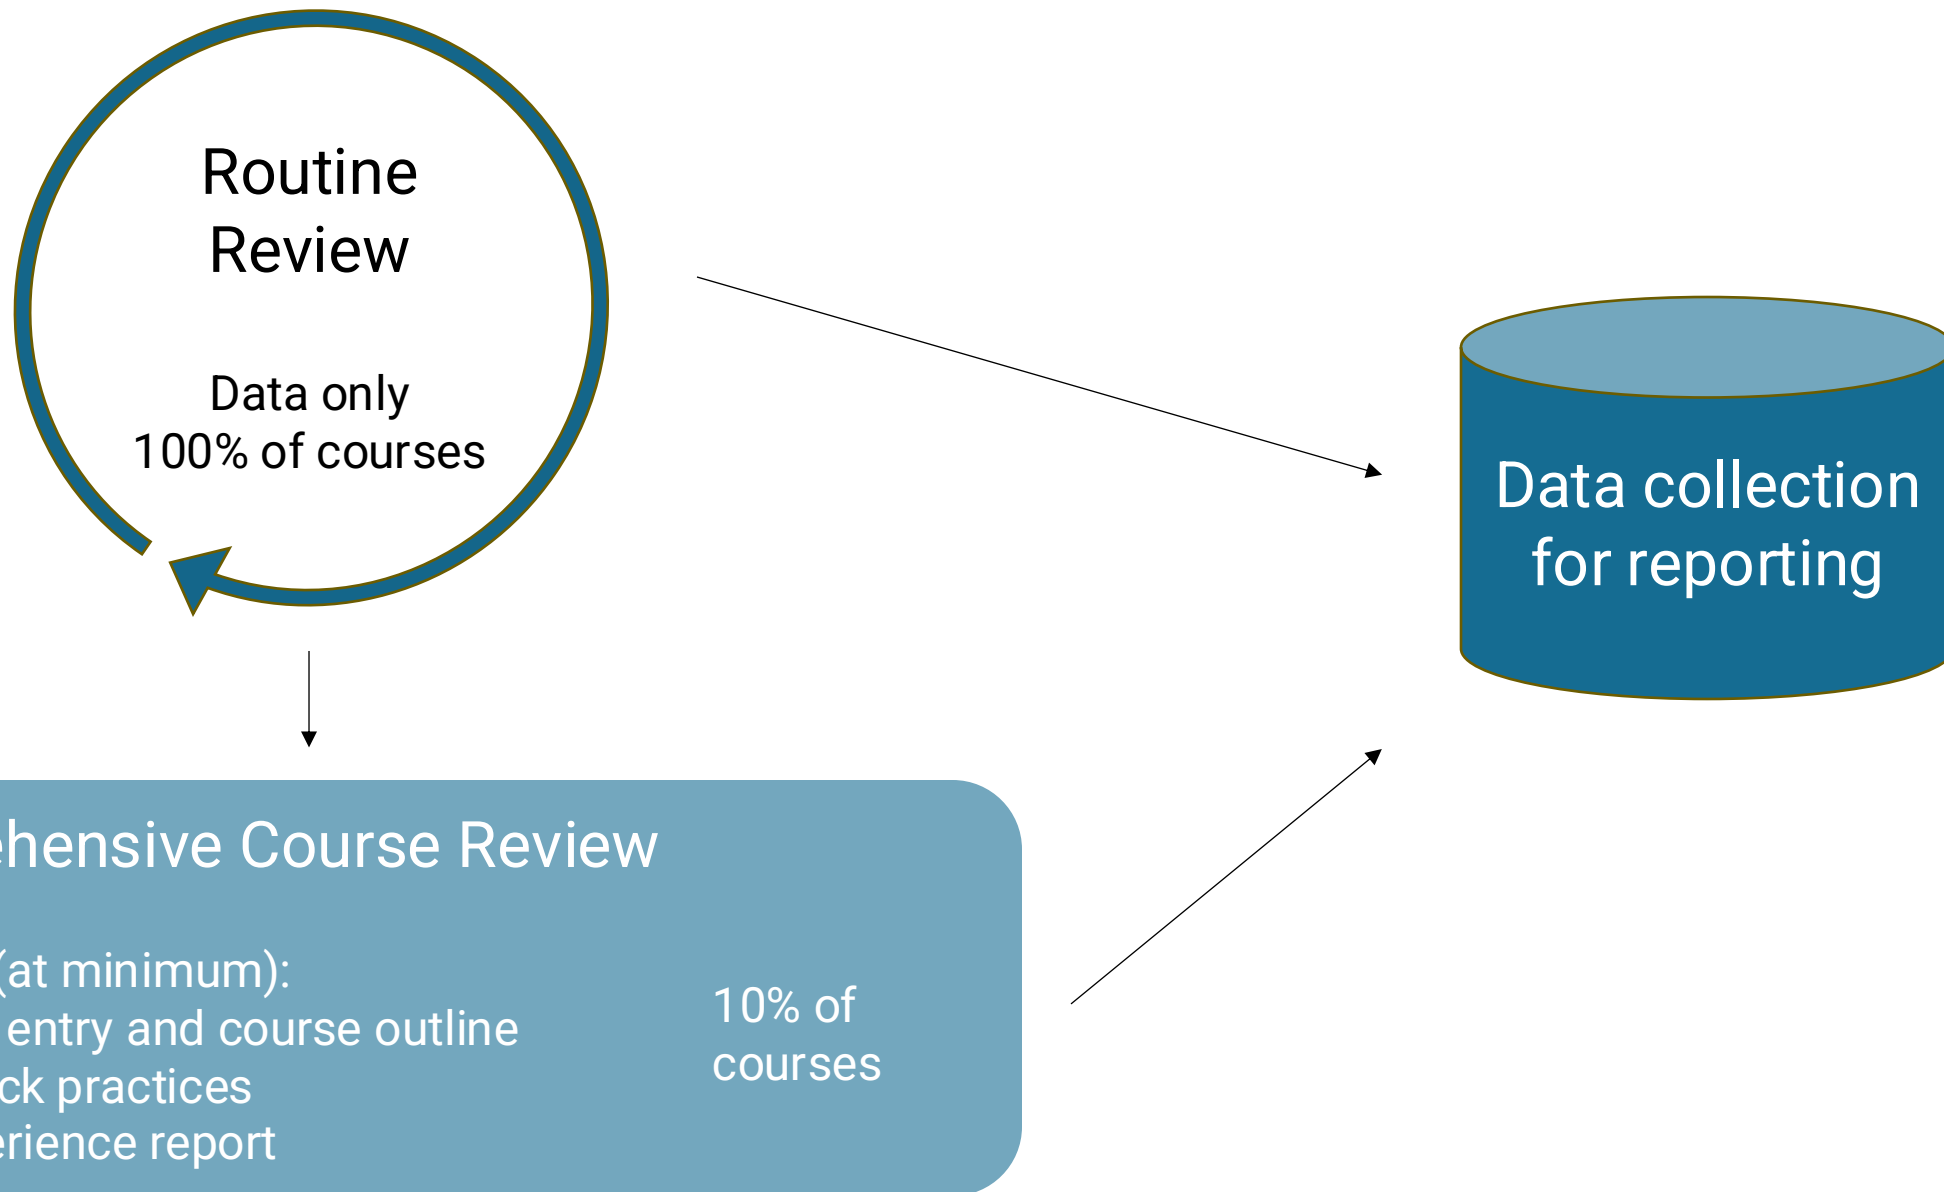 Routine
Review
Data only
100% of courses
Data collection
for reporting
ehensive Course Review
(at minimum):
entry and course outline
ck practices
erience report
10% of
courses